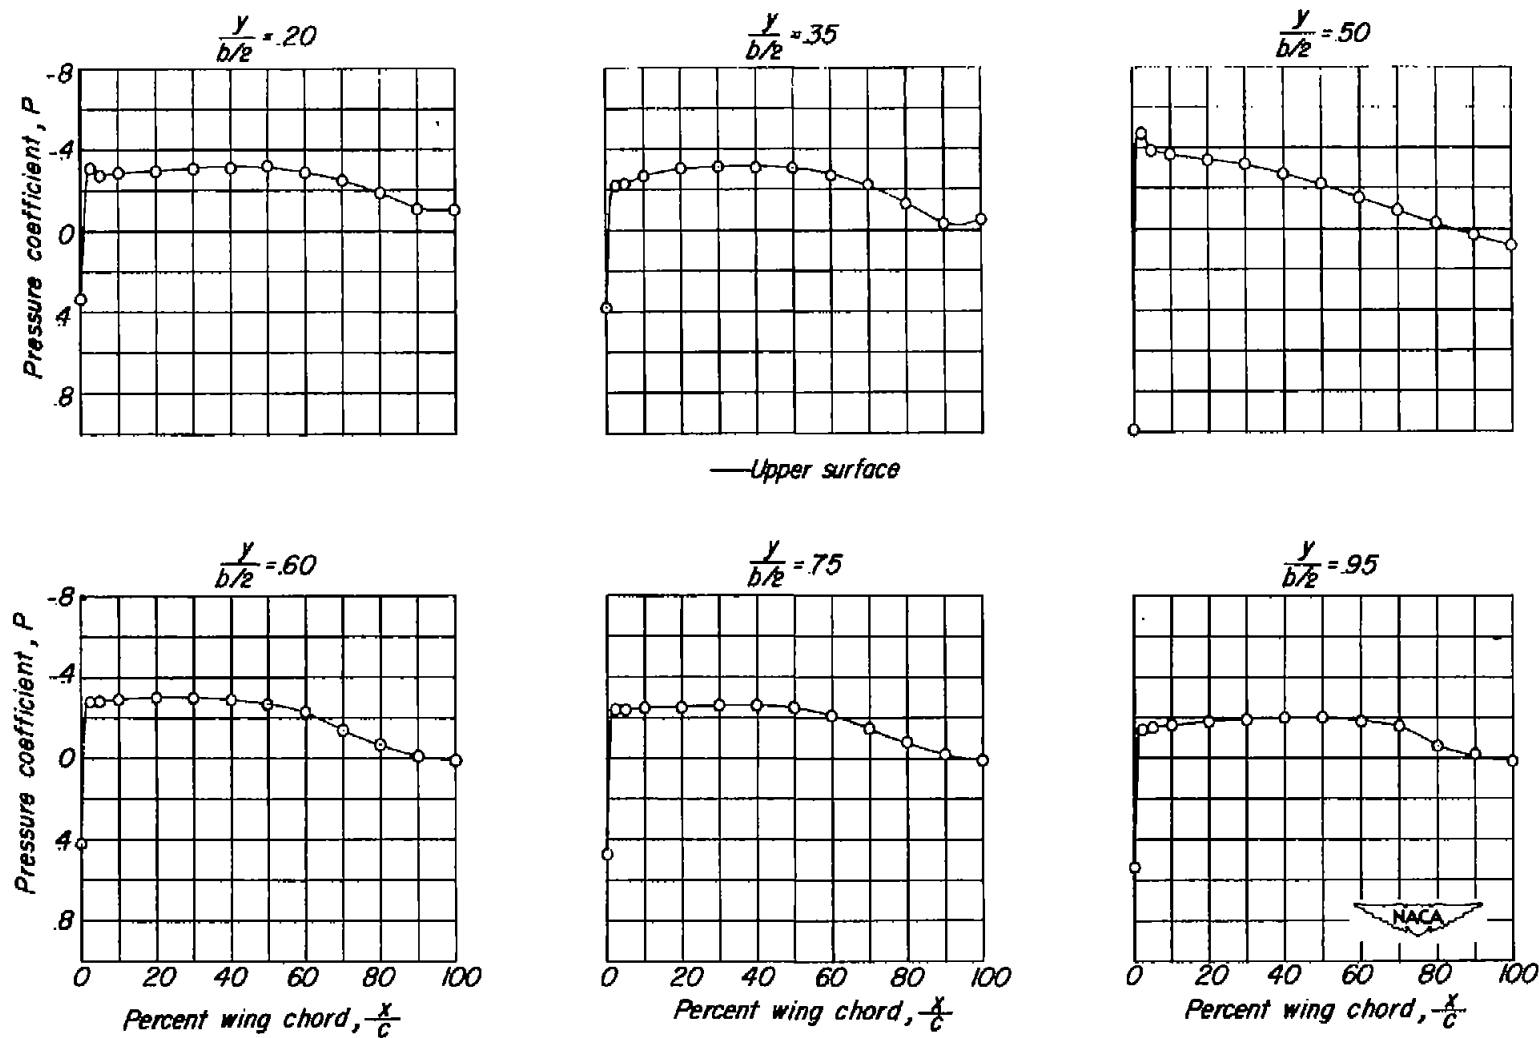 y/b/2 = .20
y/b/2 = .35
y/b/2 = .50
Pressure coefficient, P
-.8
-.4
0
.4
.8
Upper surface
y/b/2 = .60
y/b/2 = .75
y/b/2 = .95
Pressure coefficient, P
-.8
-.4
0
.4
.8
NACA
0 20 40 60 80 100
0 20 40 60 80 100
0 20 40 60 80 100
Percent wing chord, x/c
Percent wing chord, x/c
Percent wing chord, x/c